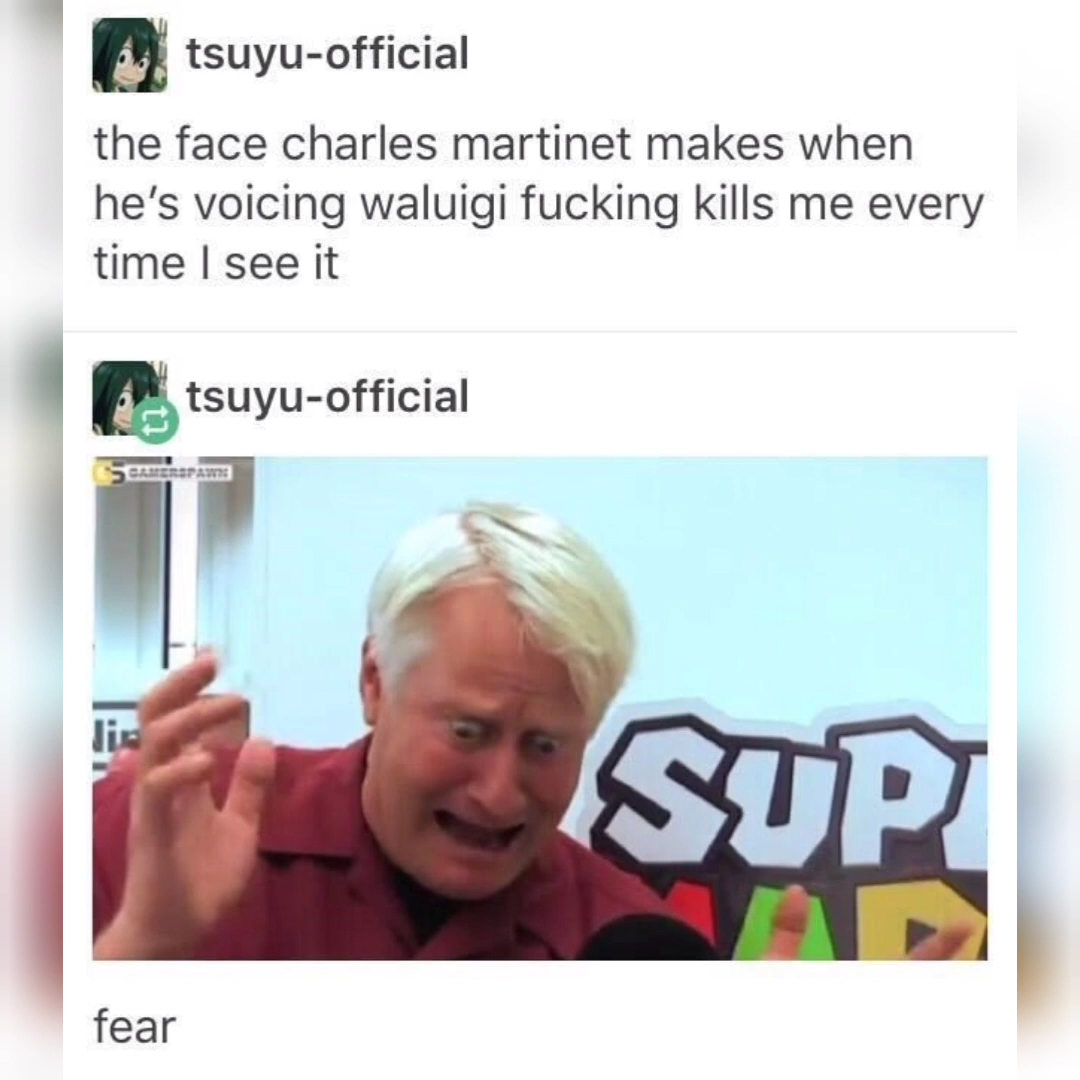 tsuyu-official
the face charles martinet makes when
he's voicing waluigi fucking kills me every
time I see it
tsuyu-official
GS GAMERSPAWN
SUP
fear